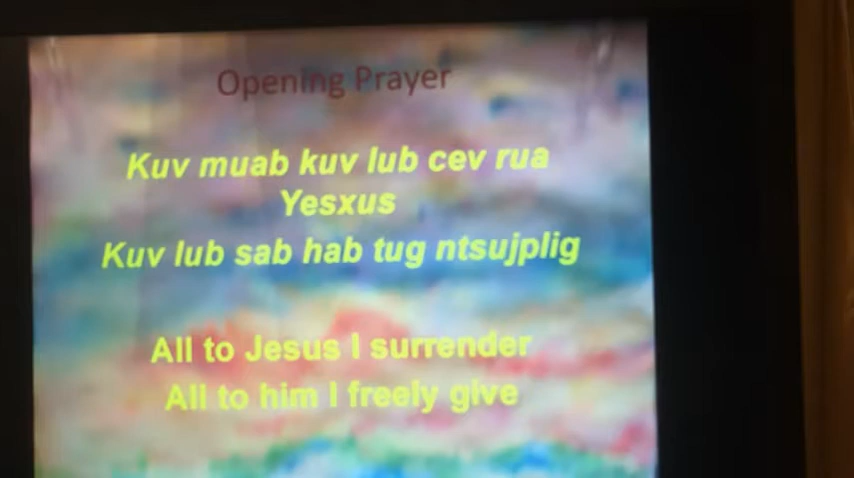 Opening Prayer
Kuv muab kuv lub cev rua
Yesxus
Kuv lub sab hab tug ntsujplig
All to Jesus I surrender
All to him I freely give